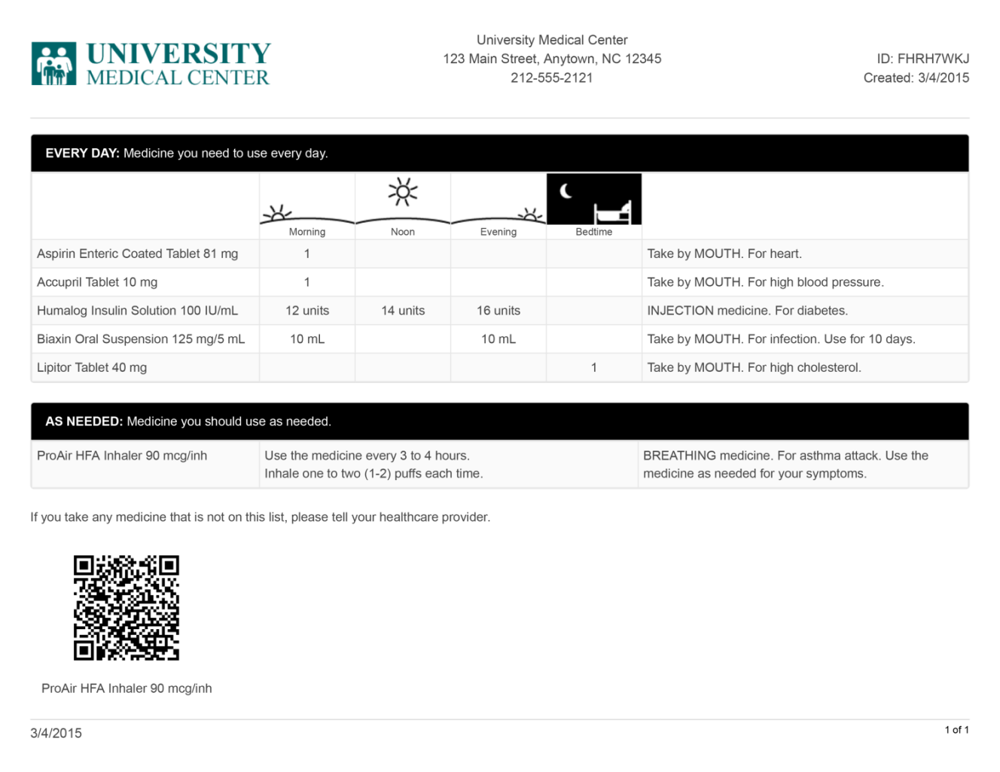 UNIVERSITY
MEDICAL CENTER
University Medical Center
123 Main Street, Anytown, NC 12345
212-555-2121
ID: FHRH7WKJ
Created: 3/4/2015
EVERY DAY: Medicine you need to use every day.
Morning Noon Evening Bedtime
Aspirin Enteric Coated Tablet 81 mg 1 Take by MOUTH. For heart.
Accupril Tablet 10 mg 1 Take by MOUTH. For high blood pressure.
Humalog Insulin Solution 100 IU/mL 12 units 14 units 16 units INJECTION medicine. For diabetes.
Biaxin Oral Suspension 125 mg/5 mL 10 mL 10 mL Take by MOUTH. For infection. Use for 10 days.
Lipitor Tablet 40 mg 1 Take by MOUTH. For high cholesterol.
AS NEEDED: Medicine you should use as needed.
ProAir HFA Inhaler 90 mcg/inh
Use the medicine every 3 to 4 hours.
Inhale one to two (1-2) puffs each time.
BREATHING medicine. For asthma attack. Use the
medicine as needed for your symptoms.
If you take any medicine that is not on this list, please tell your healthcare provider.
ProAir HFA Inhaler 90 mcg/inh
3/4/2015
1 of 1